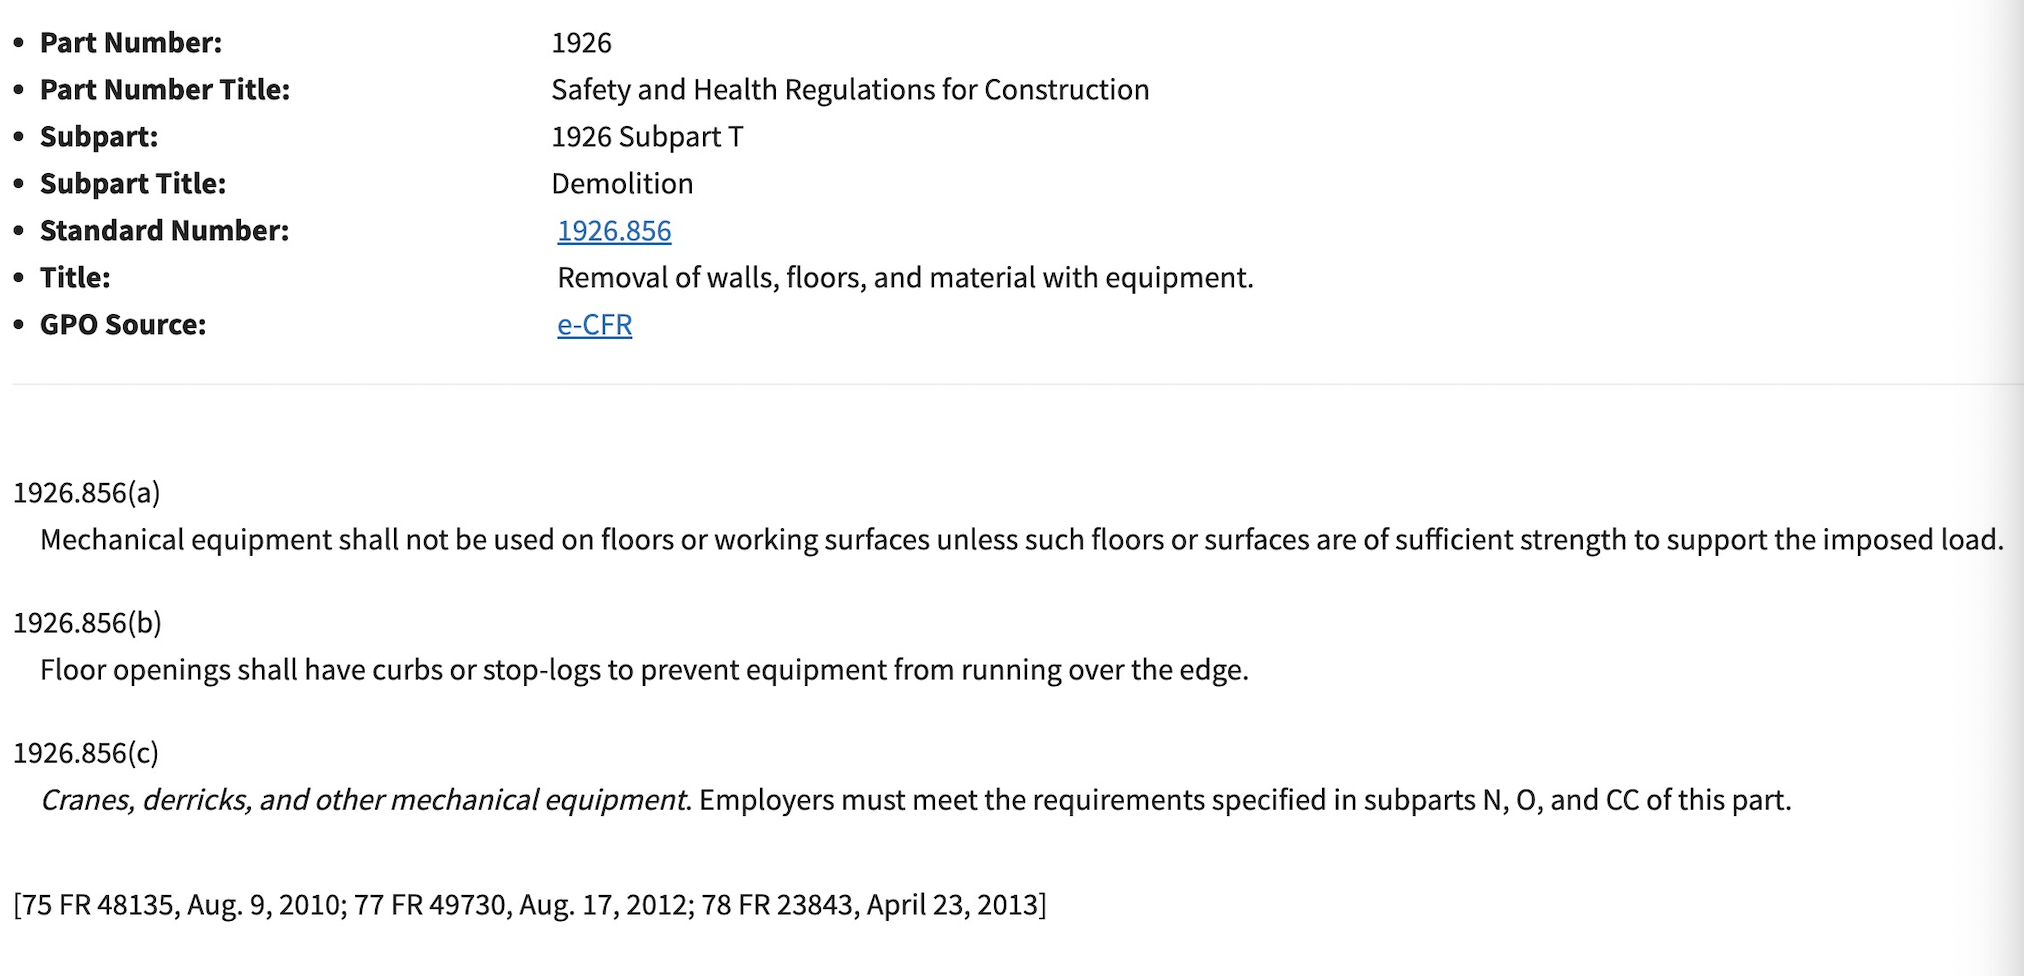 • Part Number: 1926
• Part Number Title: Safety and Health Regulations for Construction
• Subpart: 1926 Subpart T
• Subpart Title: Demolition
• Standard Number: 1926.856
• Title: Removal of walls, floors, and material with equipment.
• GPO Source: e-CFR
1926.856(a)
Mechanical equipment shall not be used on floors or working surfaces unless such floors or surfaces are of sufficient strength to support the imposed load.
1926.856(b)
Floor openings shall have curbs or stop-logs to prevent equipment from running over the edge.
1926.856(c)
Cranes, derricks, and other mechanical equipment. Employers must meet the requirements specified in subparts N, O, and CC of this part.
[75 FR 48135, Aug. 9, 2010; 77 FR 49730, Aug. 17, 2012; 78 FR 23843, April 23, 2013]